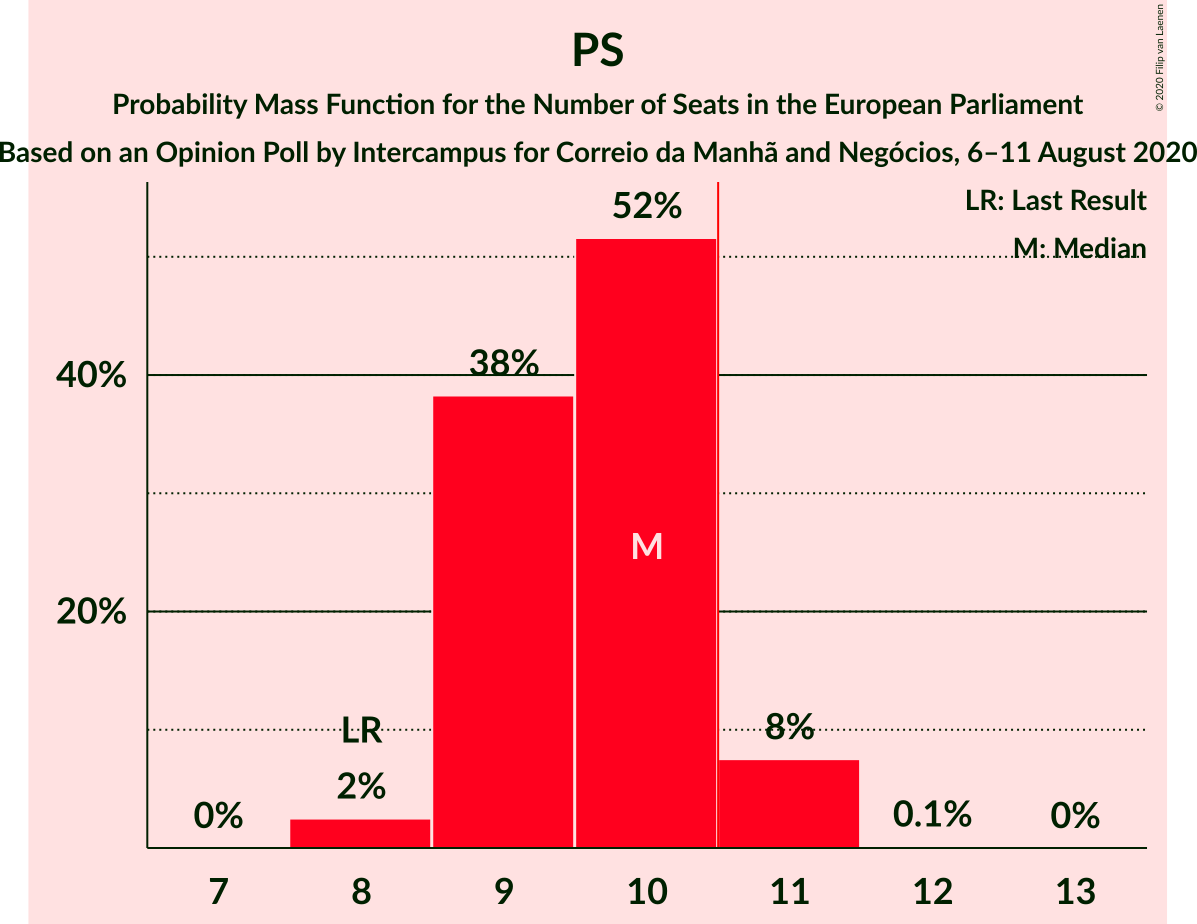 PS
© 2020 Filip van Laenen
Probability Mass Function for the Number of Seats in the European Parliament
Based on an Opinion Poll by Intercampus for Correio da Manhã and Negócios, 6–11 August 2020
LR: Last Result
M: Median
52%
38%
40%
M
20%
LR
8%
2%
0%
0.1%
0%
7 8 9 10 11 12 13